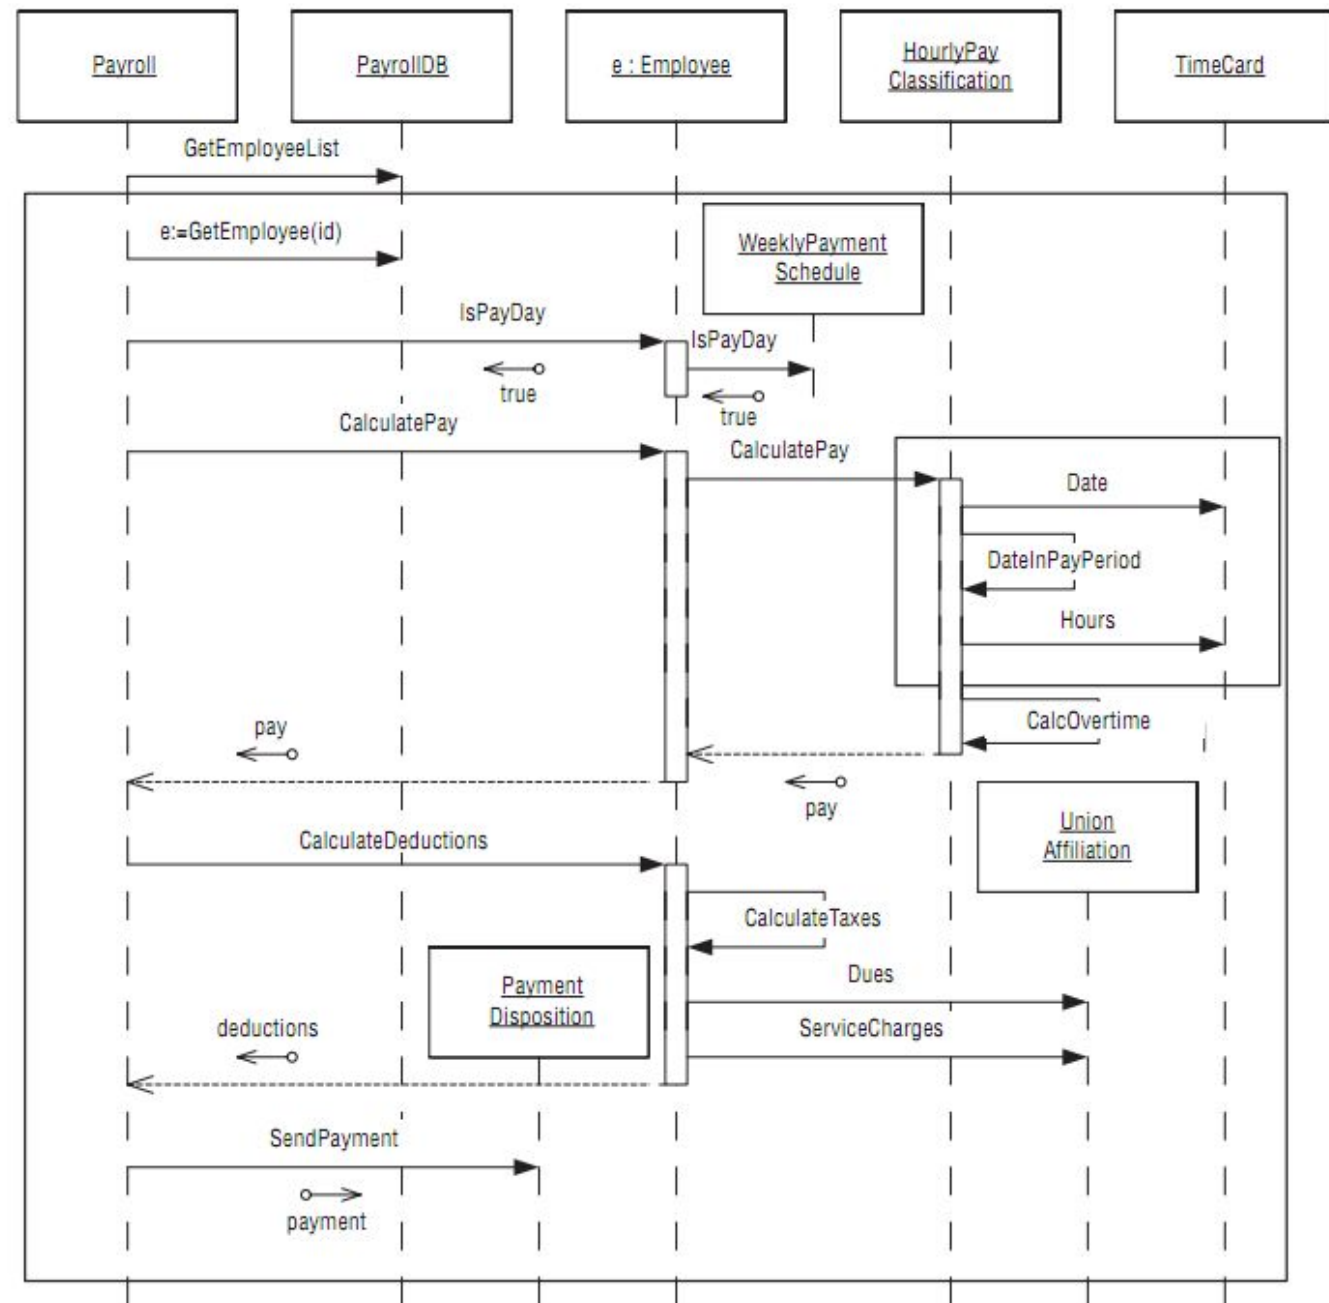 Payroll
PayrollDB
e : Employee
HourlyPay
Classification
TimeCard
GetEmployeeList
e:=GetEmployee(id)
WeeklyPayment
Schedule
IsPayDay
IsPayDay
true
true
CalculatePay
CalculatePay
Date
DateInPayPeriod
Hours
CalcOvertime
pay
pay
Union
Affiliation
CalculateDeductions
CalculateTaxes
Dues
Payment
Disposition
ServiceCharges
deductions
SendPayment
payment